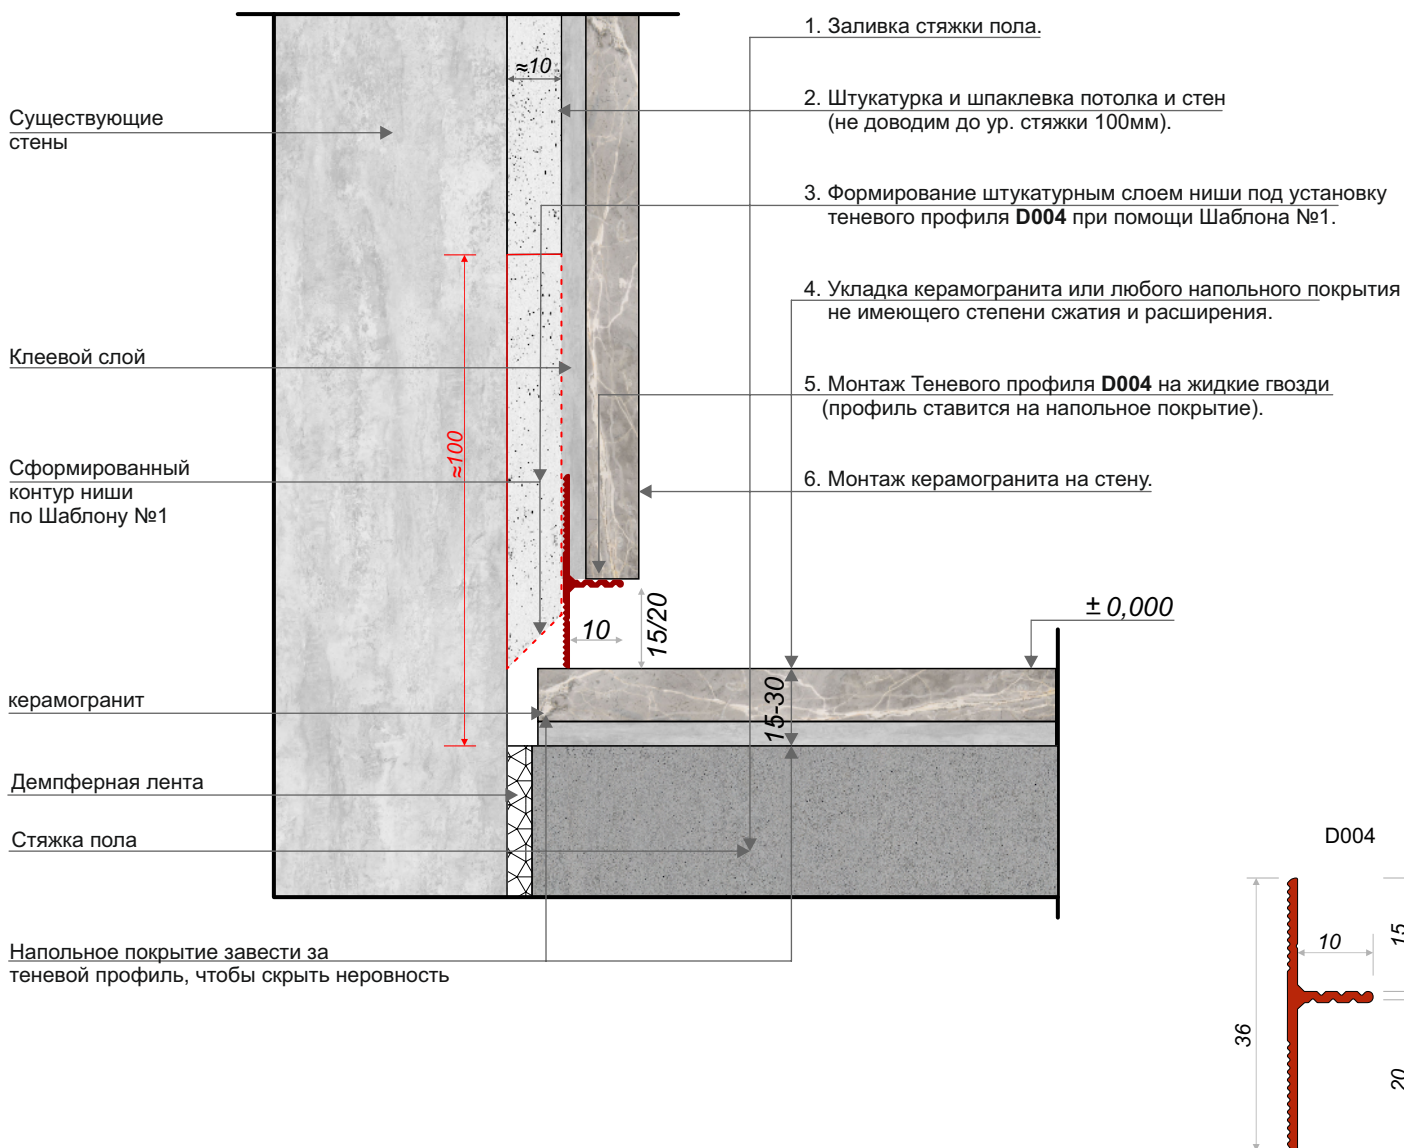 1. Заливка стяжки пола.
≈10
2. Штукатурка и шпаклевка потолка и стен
(не доводим до ур. стяжки 100мм).
Существующие
стены
3. Формирование штукатурным слоем ниши под установку
теневого профиля D004 при помощи Шаблона №1.
4. Укладка керамогранита или любого напольного покрытия
не имеющего степени сжатия и расширения.
Клеевой слой
5. Монтаж Теневого профиля D004 на жидкие гвозди
(профиль ставится на напольное покрытие).
≈100
Сформированный
контур ниши
по Шаблону №1
6. Монтаж керамогранита на стену.
10
15/20
± 0,000
керамогранит
15-30
Демпферная лента
Стяжка пола
D004
Напольное покрытие завести за
теневой профиль, чтобы скрыть неровность
10
15
36
20